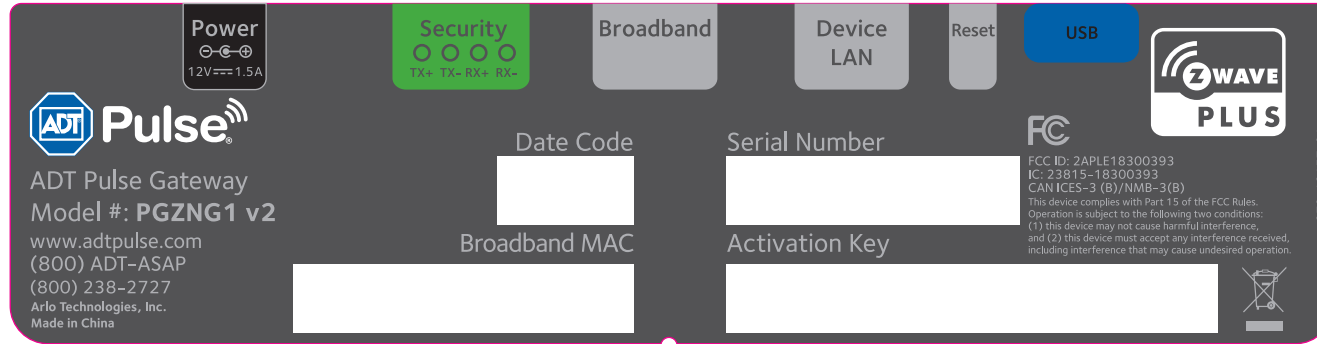 Power
12V 1.5A
Security
TX+ TX- RX+ RX-
Broadband
Device
LAN
Reset
USB
Z WAVE
PLUS
ADT Pulse®
ADT Pulse Gateway
Model #: PGZNG1 v2
www.adtpulse.com
(800) ADT-ASAP
(800) 238-2727
Arlo Technologies, Inc.
Made in China
Date Code
Serial Number
Broadband MAC
Activation Key
FC
FCC ID: 2APLE18300393
IC: 23815-18300393
CAN ICES-3 (B)/NMB-3(B)
This device complies with Part 15 of the FCC Rules.
Operation is subject to the following two conditions:
(1) this device may not cause harmful interference,
and (2) this device must accept any interference received,
including interference that may cause undesired operation.